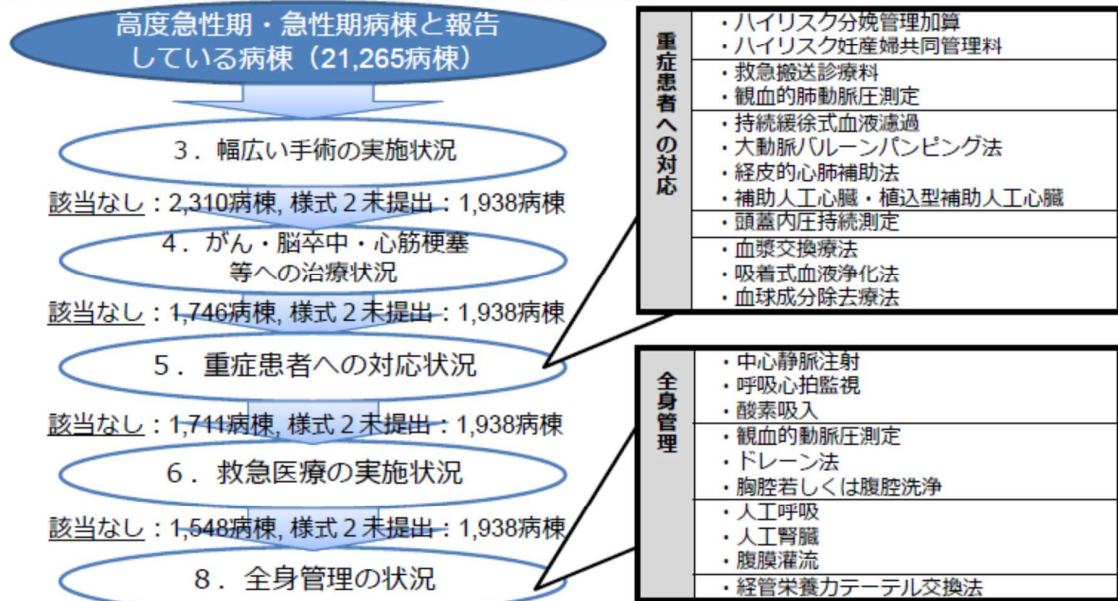 高度急性期・急性期病棟と報告
している病棟（21,265病棟）
3．幅広い手術の実施状況
該当なし：2,310病棟, 様式２未提出：1,938病棟
4．がん・脳卒中・心筋梗塞
等への治療状況
該当なし：1,746病棟, 様式２未提出：1,938病棟
5．重症患者への対応状況
該当なし：1,711病棟, 様式２未提出：1,938病棟
6．救急医療の実施状況
該当なし：1,548病棟, 様式２未提出：1,938病棟
8．全身管理の状況
重症患者への対応
・ハイリスク分娩管理加算
・ハイリスク妊産婦共同管理料
・救急搬送診療料
・観血的肺動脈圧測定
・持続緩徐式血液濾過
・大動脈バルーンパンピング法
・経皮的心肺補助法
・補助人工心臓・植込型補助人工心臓
・頭蓋内圧持続測定
・血漿交換療法
・吸着式血液浄化法
・血球成分除去療法
全身管理
・中心静脈注射
・呼吸心拍監視
・酸素吸入
・観血的動脈圧測定
・ドレーン法
・胸腔若しくは腹腔洗浄
・人工呼吸
・人工腎臓
・腹膜灌流
・経管栄養カテーテル交換法